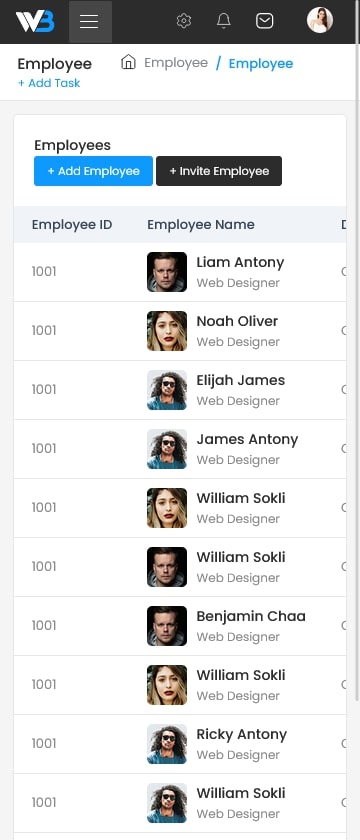 WB
Employee
Employee / Employee
+ Add Task
Employees
+ Add Employee
+ Invite Employee
Employee ID
Employee Name
1001
Liam Antony
Web Designer
1001
Noah Oliver
Web Designer
1001
Elijah James
Web Designer
1001
James Antony
Web Designer
1001
William Sokli
Web Designer
1001
William Sokli
Web Designer
1001
Benjamin Chaa
Web Designer
1001
William Sokli
Web Designer
1001
Ricky Antony
Web Designer
1001
William Sokli
Web Designer